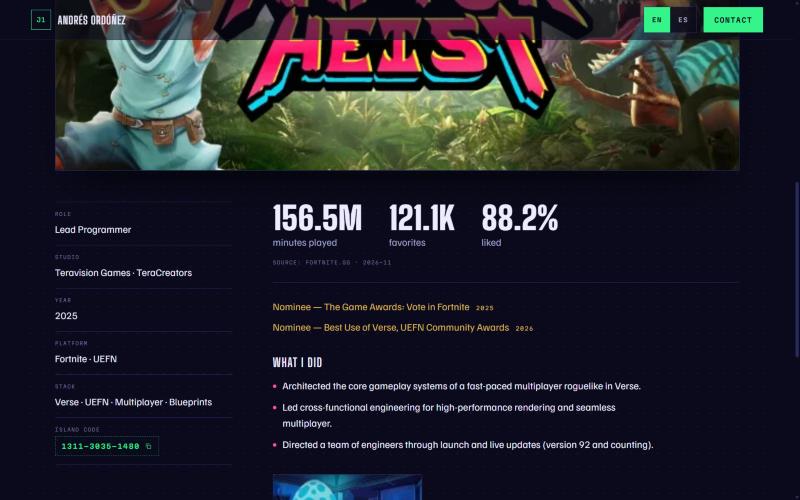 J1
ANDRÉS ORDÓÑEZ
EN
ES
CONTACT
HEIST
ROLE
Lead Programmer
STUDIO
Teravision Games · TeraCreators
YEAR
2025
PLATFORM
Fortnite · UEFN
STACK
Verse · UEFN · Multiplayer · Blueprints
ISLAND CODE
1311-3035-1480
156.5M
minutes played
121.1K
favorites
88.2%
liked
SOURCE: FORTNITE.GG · 2026-11
Nominee — The Game Awards: Vote in Fortnite 2025
Nominee — Best Use of Verse, UEFN Community Awards 2026
WHAT I DID
Architected the core gameplay systems of a fast-paced multiplayer roguelike in Verse.
Led cross-functional engineering for high-performance rendering and seamless
multiplayer.
Directed a team of engineers through launch and live updates (version 92 and counting).